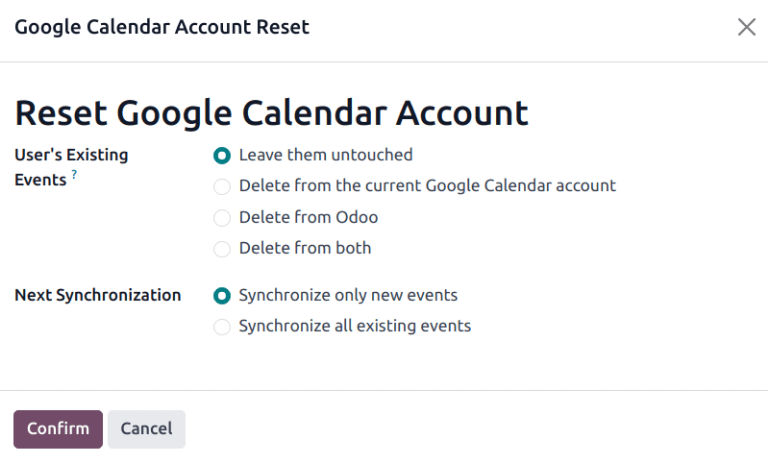 Google Calendar Account Reset
Reset Google Calendar Account
User's Existing
Events ?
Leave them untouched
Delete from the current Google Calendar account
Delete from Odoo
Delete from both
Next Synchronization
Synchronize only new events
Synchronize all existing events
Confirm
Cancel